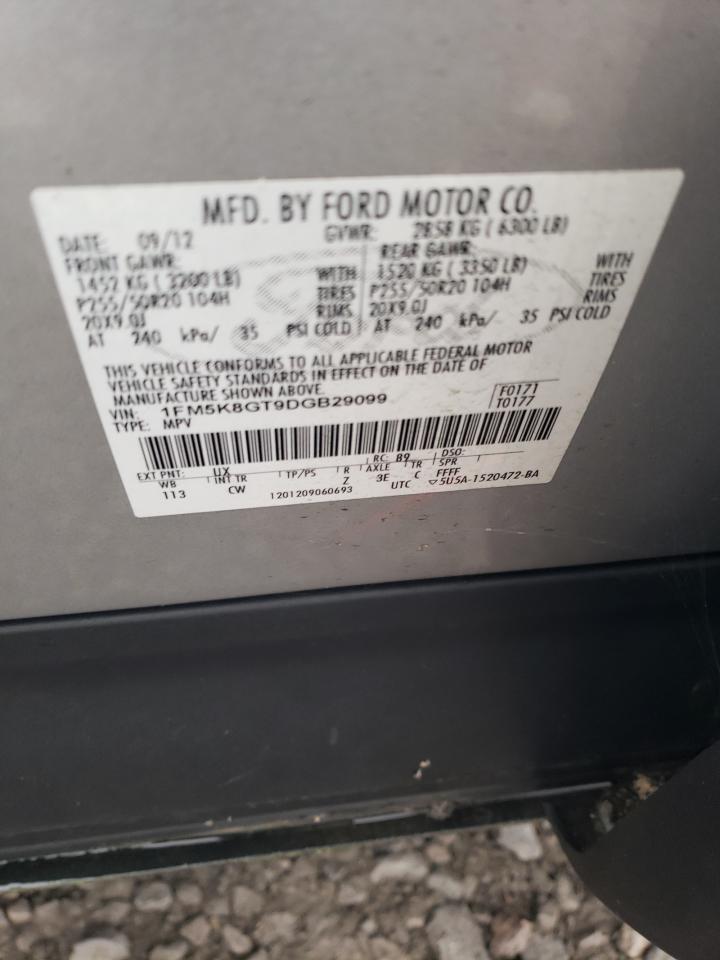 MFD. BY FORD MOTOR CO.
DATE: 09/12 GVWR: 2858 KG ( 6300 LB)
FRONT GAWR: REAR GAWR:
1452 KG ( 3200 LB) WITH 1520 KG ( 3350 LB) WITH
P255/50R20 104H TIRES P255/50R20 104H TIRES
20X9.0J RIMS 20X9.0J RIMS
AT 240 kPa/ 35 PSI COLD AT 240 kPa/ 35 PSI COLD
THIS VEHICLE CONFORMS TO ALL APPLICABLE FEDERAL MOTOR
VEHICLE SAFETY STANDARDS IN EFFECT ON THE DATE OF
MANUFACTURE SHOWN ABOVE.
VIN: 1FM5K8GT9DGB29099 F0171
TYPE: MPV T0177
EXT PNT: UX RC: 89 DSO:
WB INT TR TP/PS R AXLE TR SPR
113 CW Z 3E C FFFF
1201209060693 UTC ▽5U5A-1520472-BA